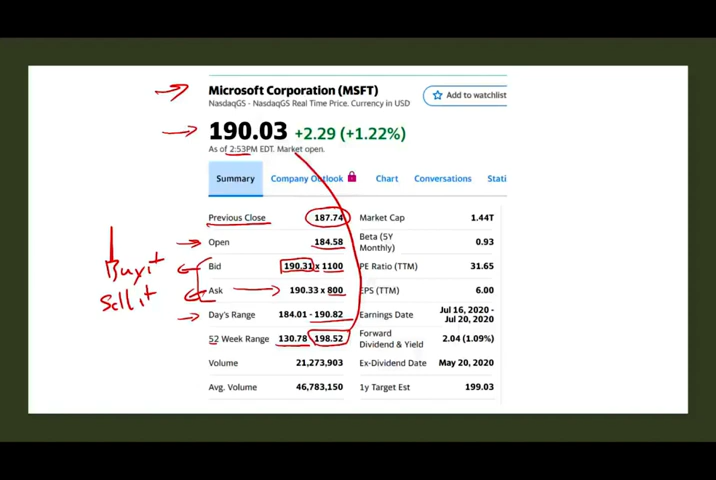 Microsoft Corporation (MSFT)
NasdaqGS - NasdaqGS Real Time Price. Currency in USD
Add to watchlist
190.03 +2.29 (+1.22%)
As of 2:53PM EDT. Market open.
Summary Company Outlook Chart Conversations Stati
Previous Close 187.74 Market Cap 1.44T
Open 184.58 Beta (5Y Monthly) 0.93
Buy it
Bid 190.31 x 1100 PE Ratio (TTM) 31.65
Sell it
Ask 190.33 x 800 EPS (TTM) 6.00
Day's Range 184.01 - 190.82 Earnings Date Jul 16, 2020 - Jul 20, 2020
52 Week Range 130.78 198.52 Forward Dividend & Yield 2.04 (1.09%)
Volume 21,273,903 Ex-Dividend Date May 20, 2020
Avg. Volume 46,783,150 1y Target Est 199.03